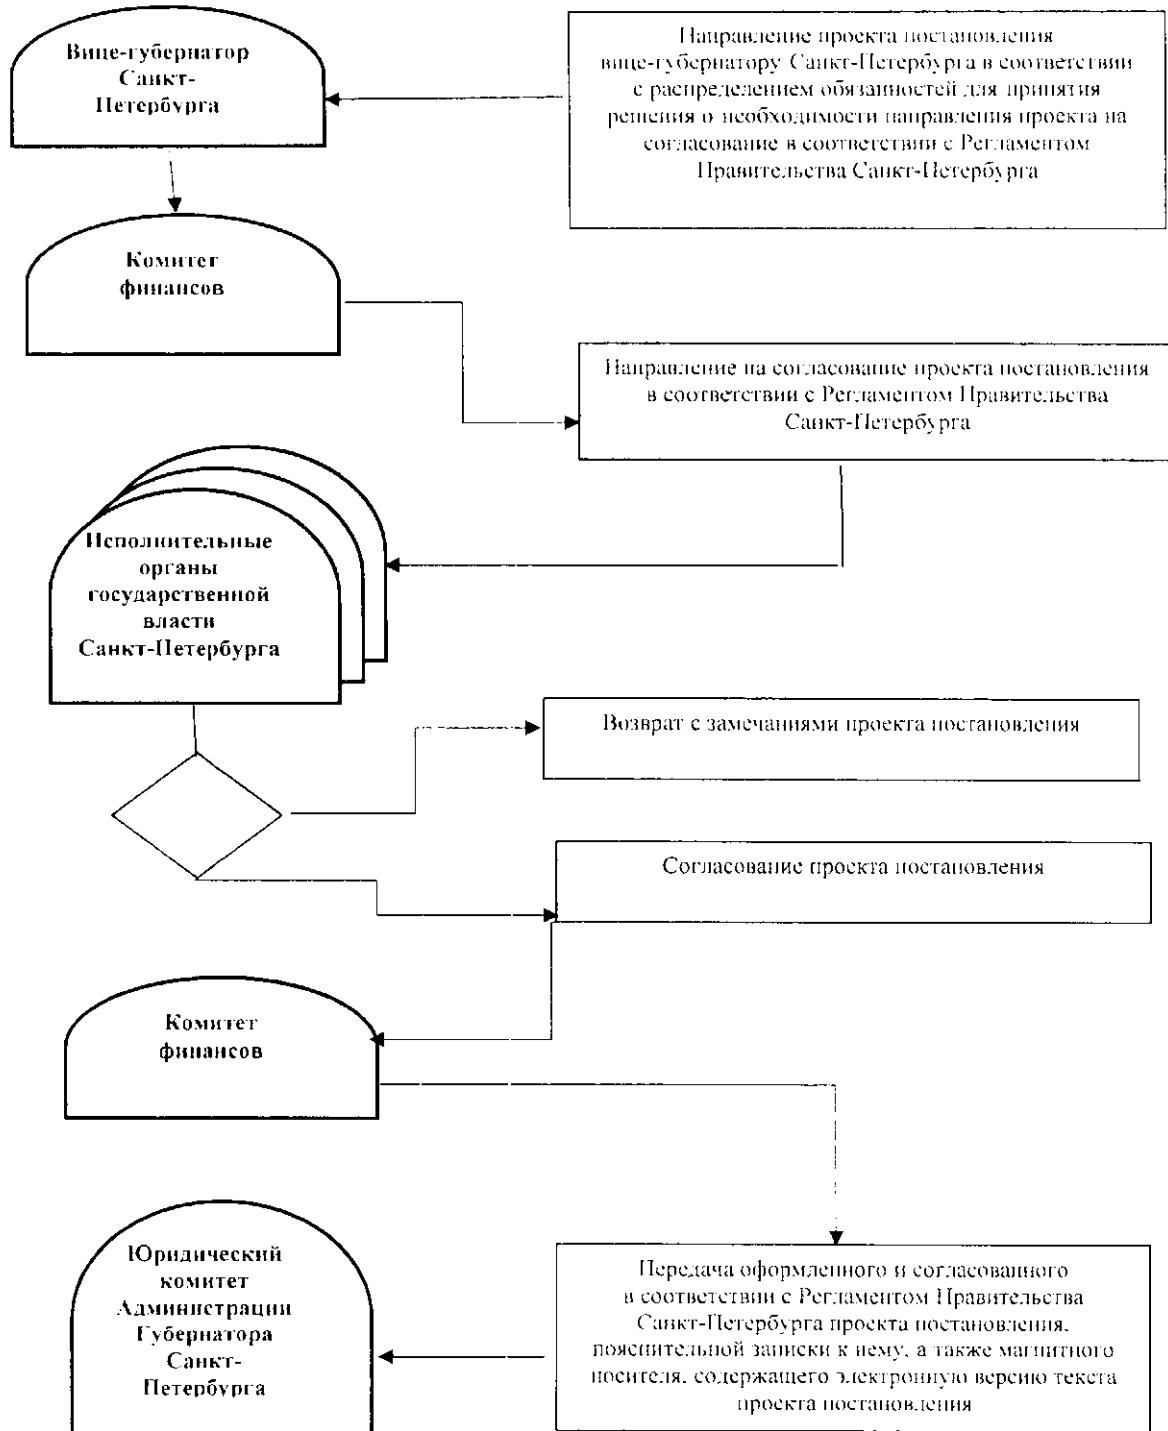 Вице-губернатор
Санкт-
Петербурга
Направление проекта постановления
вице-губернатору Санкт-Петербурга в соответствии
с распределением обязанностей для принятия
решения о необходимости направления проекта на
согласование в соответствии с Регламентом
Правительства Санкт-Петербурга
Комитет
финансов
Направление на согласование проекта постановления
в соответствии с Регламентом Правительства
Санкт-Петербурга
Исполнительные
органы
государственной
власти
Санкт-Петербурга
Возврат с замечаниями проекта постановления
Согласование проекта постановления
Комитет
финансов
Юридический
комитет
Администрации
Губернатора
Санкт-
Петербурга
Передача оформленного и согласованного
в соответствии с Регламентом Правительства
Санкт-Петербурга проекта постановления,
пояснительной записки к нему, а также магнитного
носителя, содержащего электронную версию текста
проекта постановления